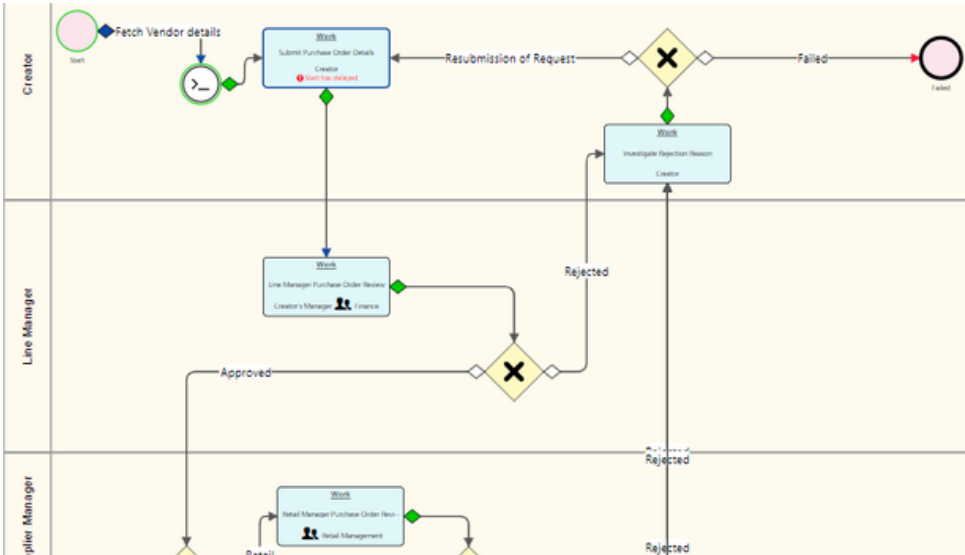 Creator
Start
Fetch Vendor details
>_
Work
Submit Purchase Order Details
Creator
Start has delayed
Resubmission of Request
Failed
Failed
Work
Investigate Rejection Reason
Creator
Line Manager
Work
Line Manager Purchase Order Review
Creator's Manager Finance
Rejected
Approved
Rejected
plier Manager
Work
Retail Manager Purchase Order Revi...
Retail Management
Retail
Rejected